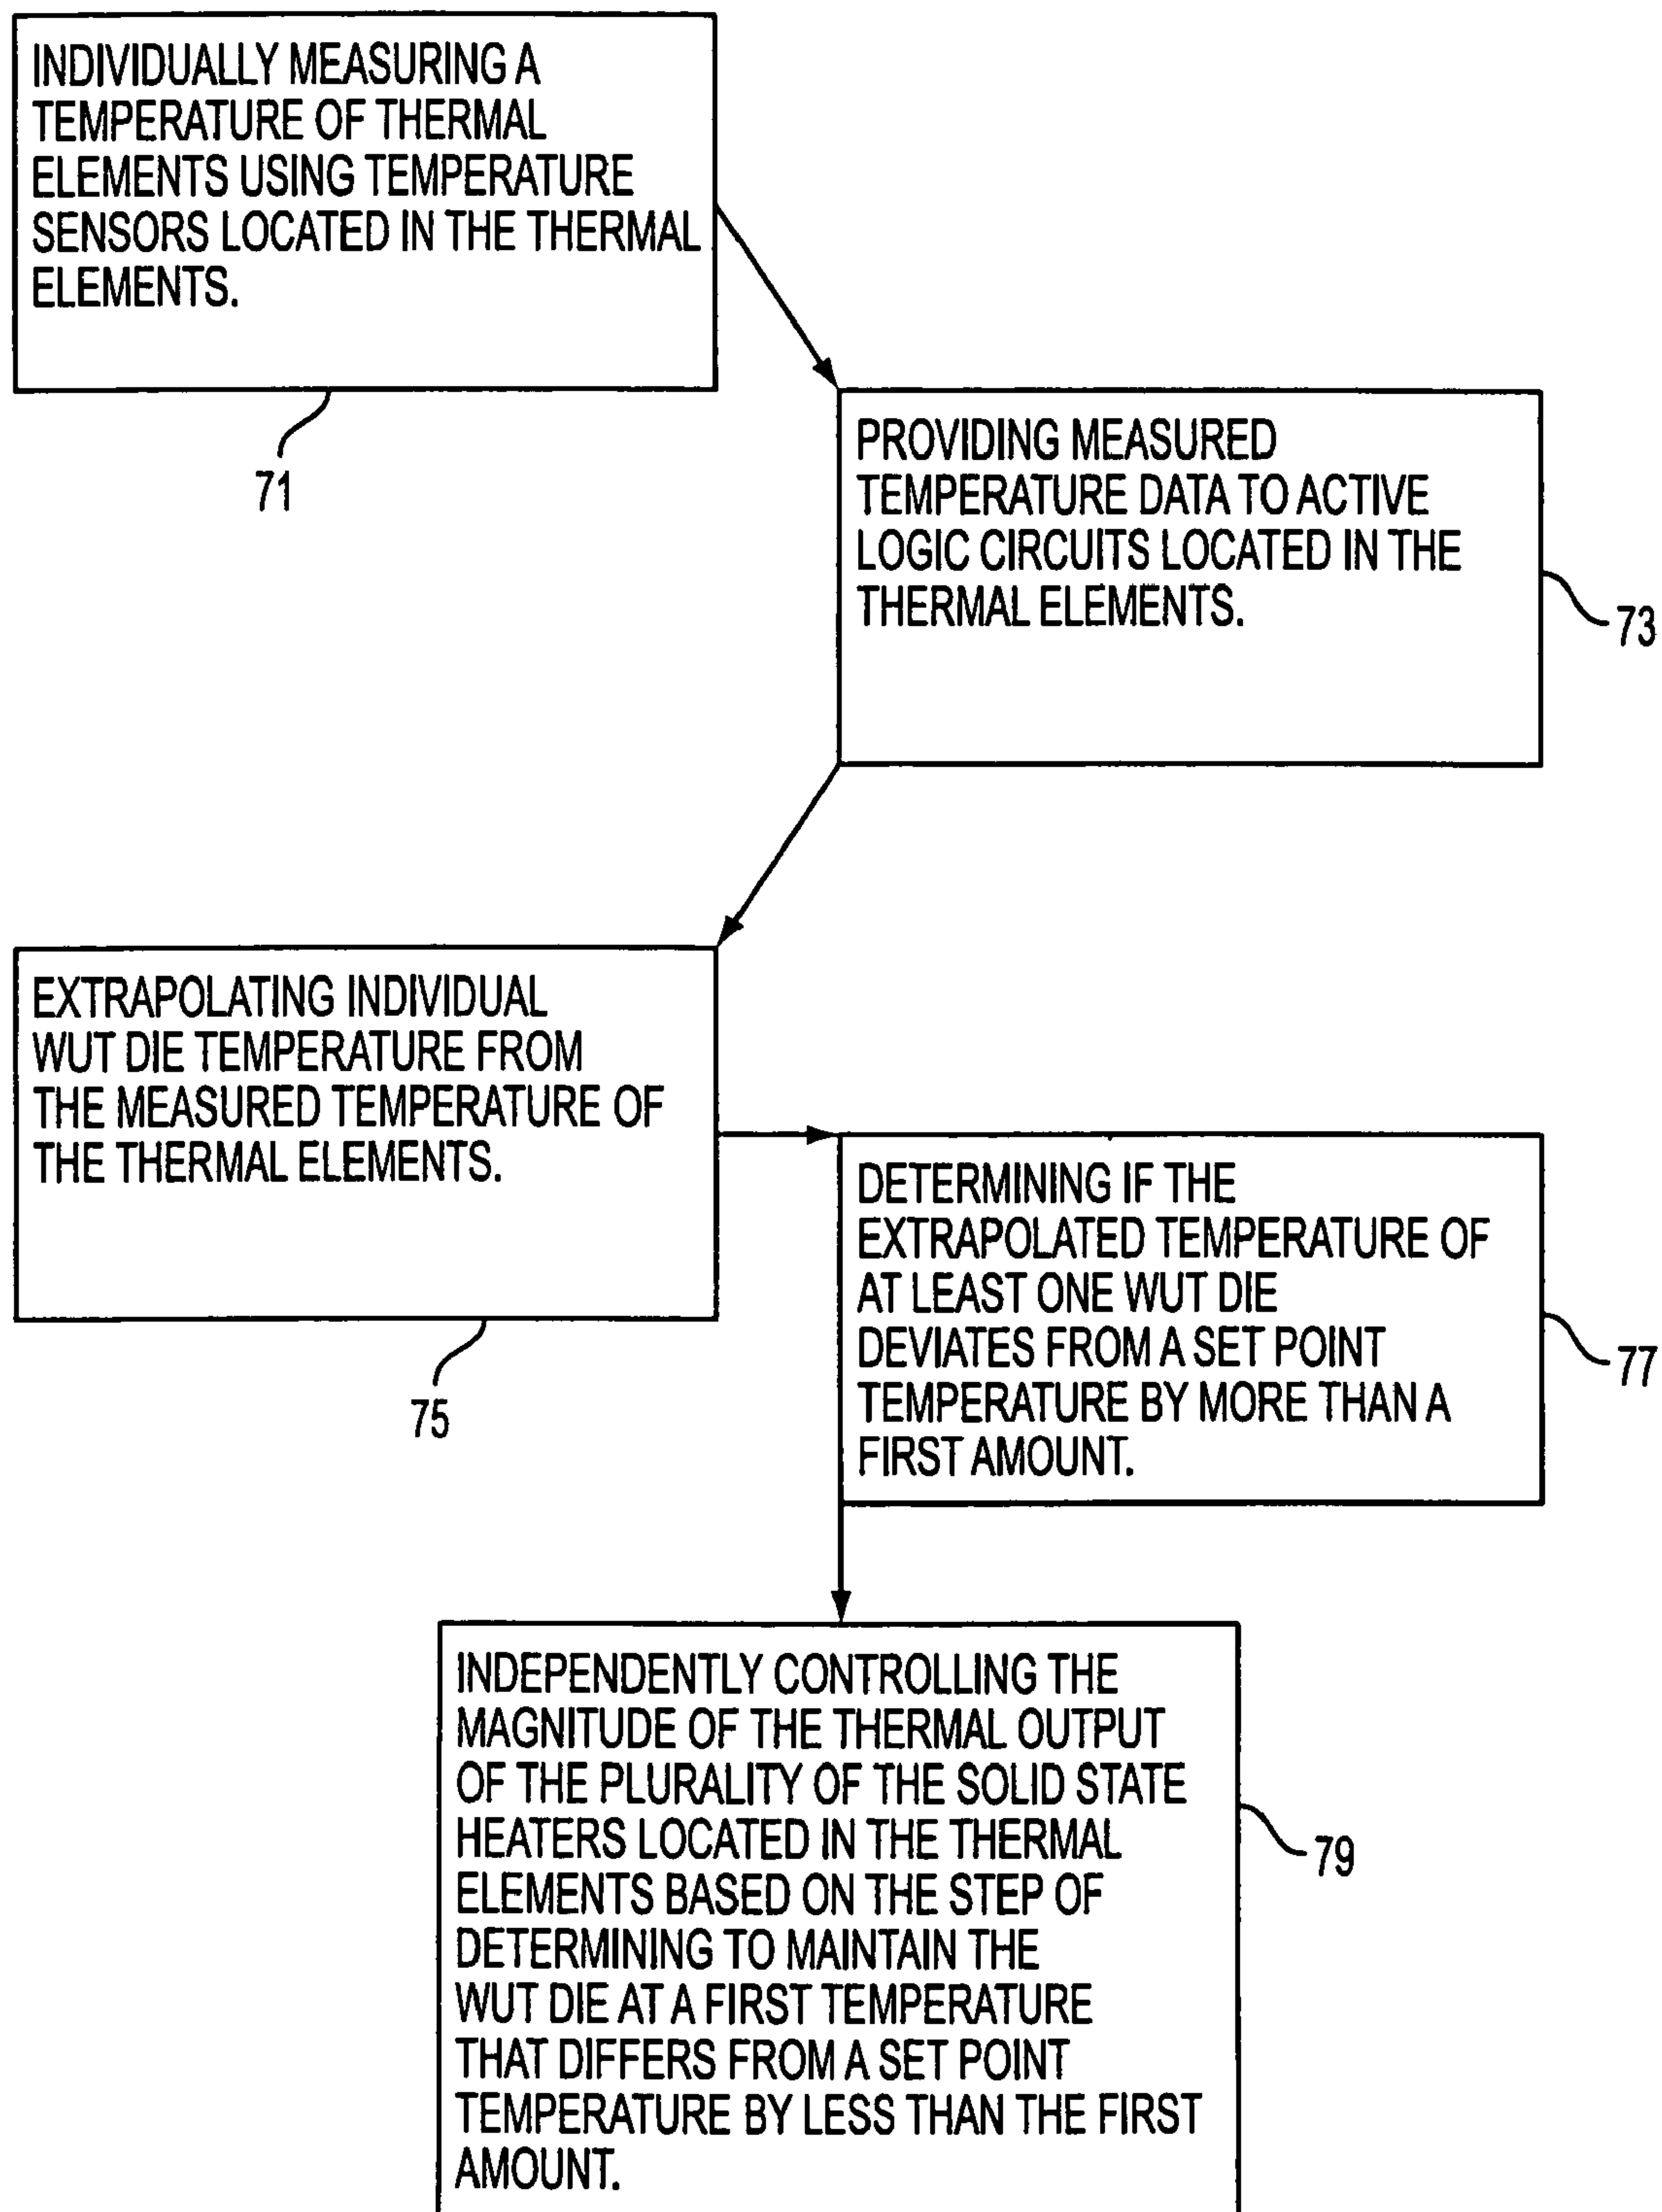 INDIVIDUALLY MEASURING A
TEMPERATURE OF THERMAL
ELEMENTS USING TEMPERATURE
SENSORS LOCATED IN THE THERMAL
ELEMENTS.
71
PROVIDING MEASURED
TEMPERATURE DATA TO ACTIVE
LOGIC CIRCUITS LOCATED IN THE
THERMAL ELEMENTS.
73
EXTRAPOLATING INDIVIDUAL
WUT DIE TEMPERATURE FROM
THE MEASURED TEMPERATURE OF
THE THERMAL ELEMENTS.
75
DETERMINING IF THE
EXTRAPOLATED TEMPERATURE OF
AT LEAST ONE WUT DIE
DEVIATES FROM A SET POINT
TEMPERATURE BY MORE THAN A
FIRST AMOUNT.
77
INDEPENDENTLY CONTROLLING THE
MAGNITUDE OF THE THERMAL OUTPUT
OF THE PLURALITY OF THE SOLID STATE
HEATERS LOCATED IN THE THERMAL
ELEMENTS BASED ON THE STEP OF
DETERMINING TO MAINTAIN THE
WUT DIE AT A FIRST TEMPERATURE
THAT DIFFERS FROM A SET POINT
TEMPERATURE BY LESS THAN THE FIRST
AMOUNT.
79